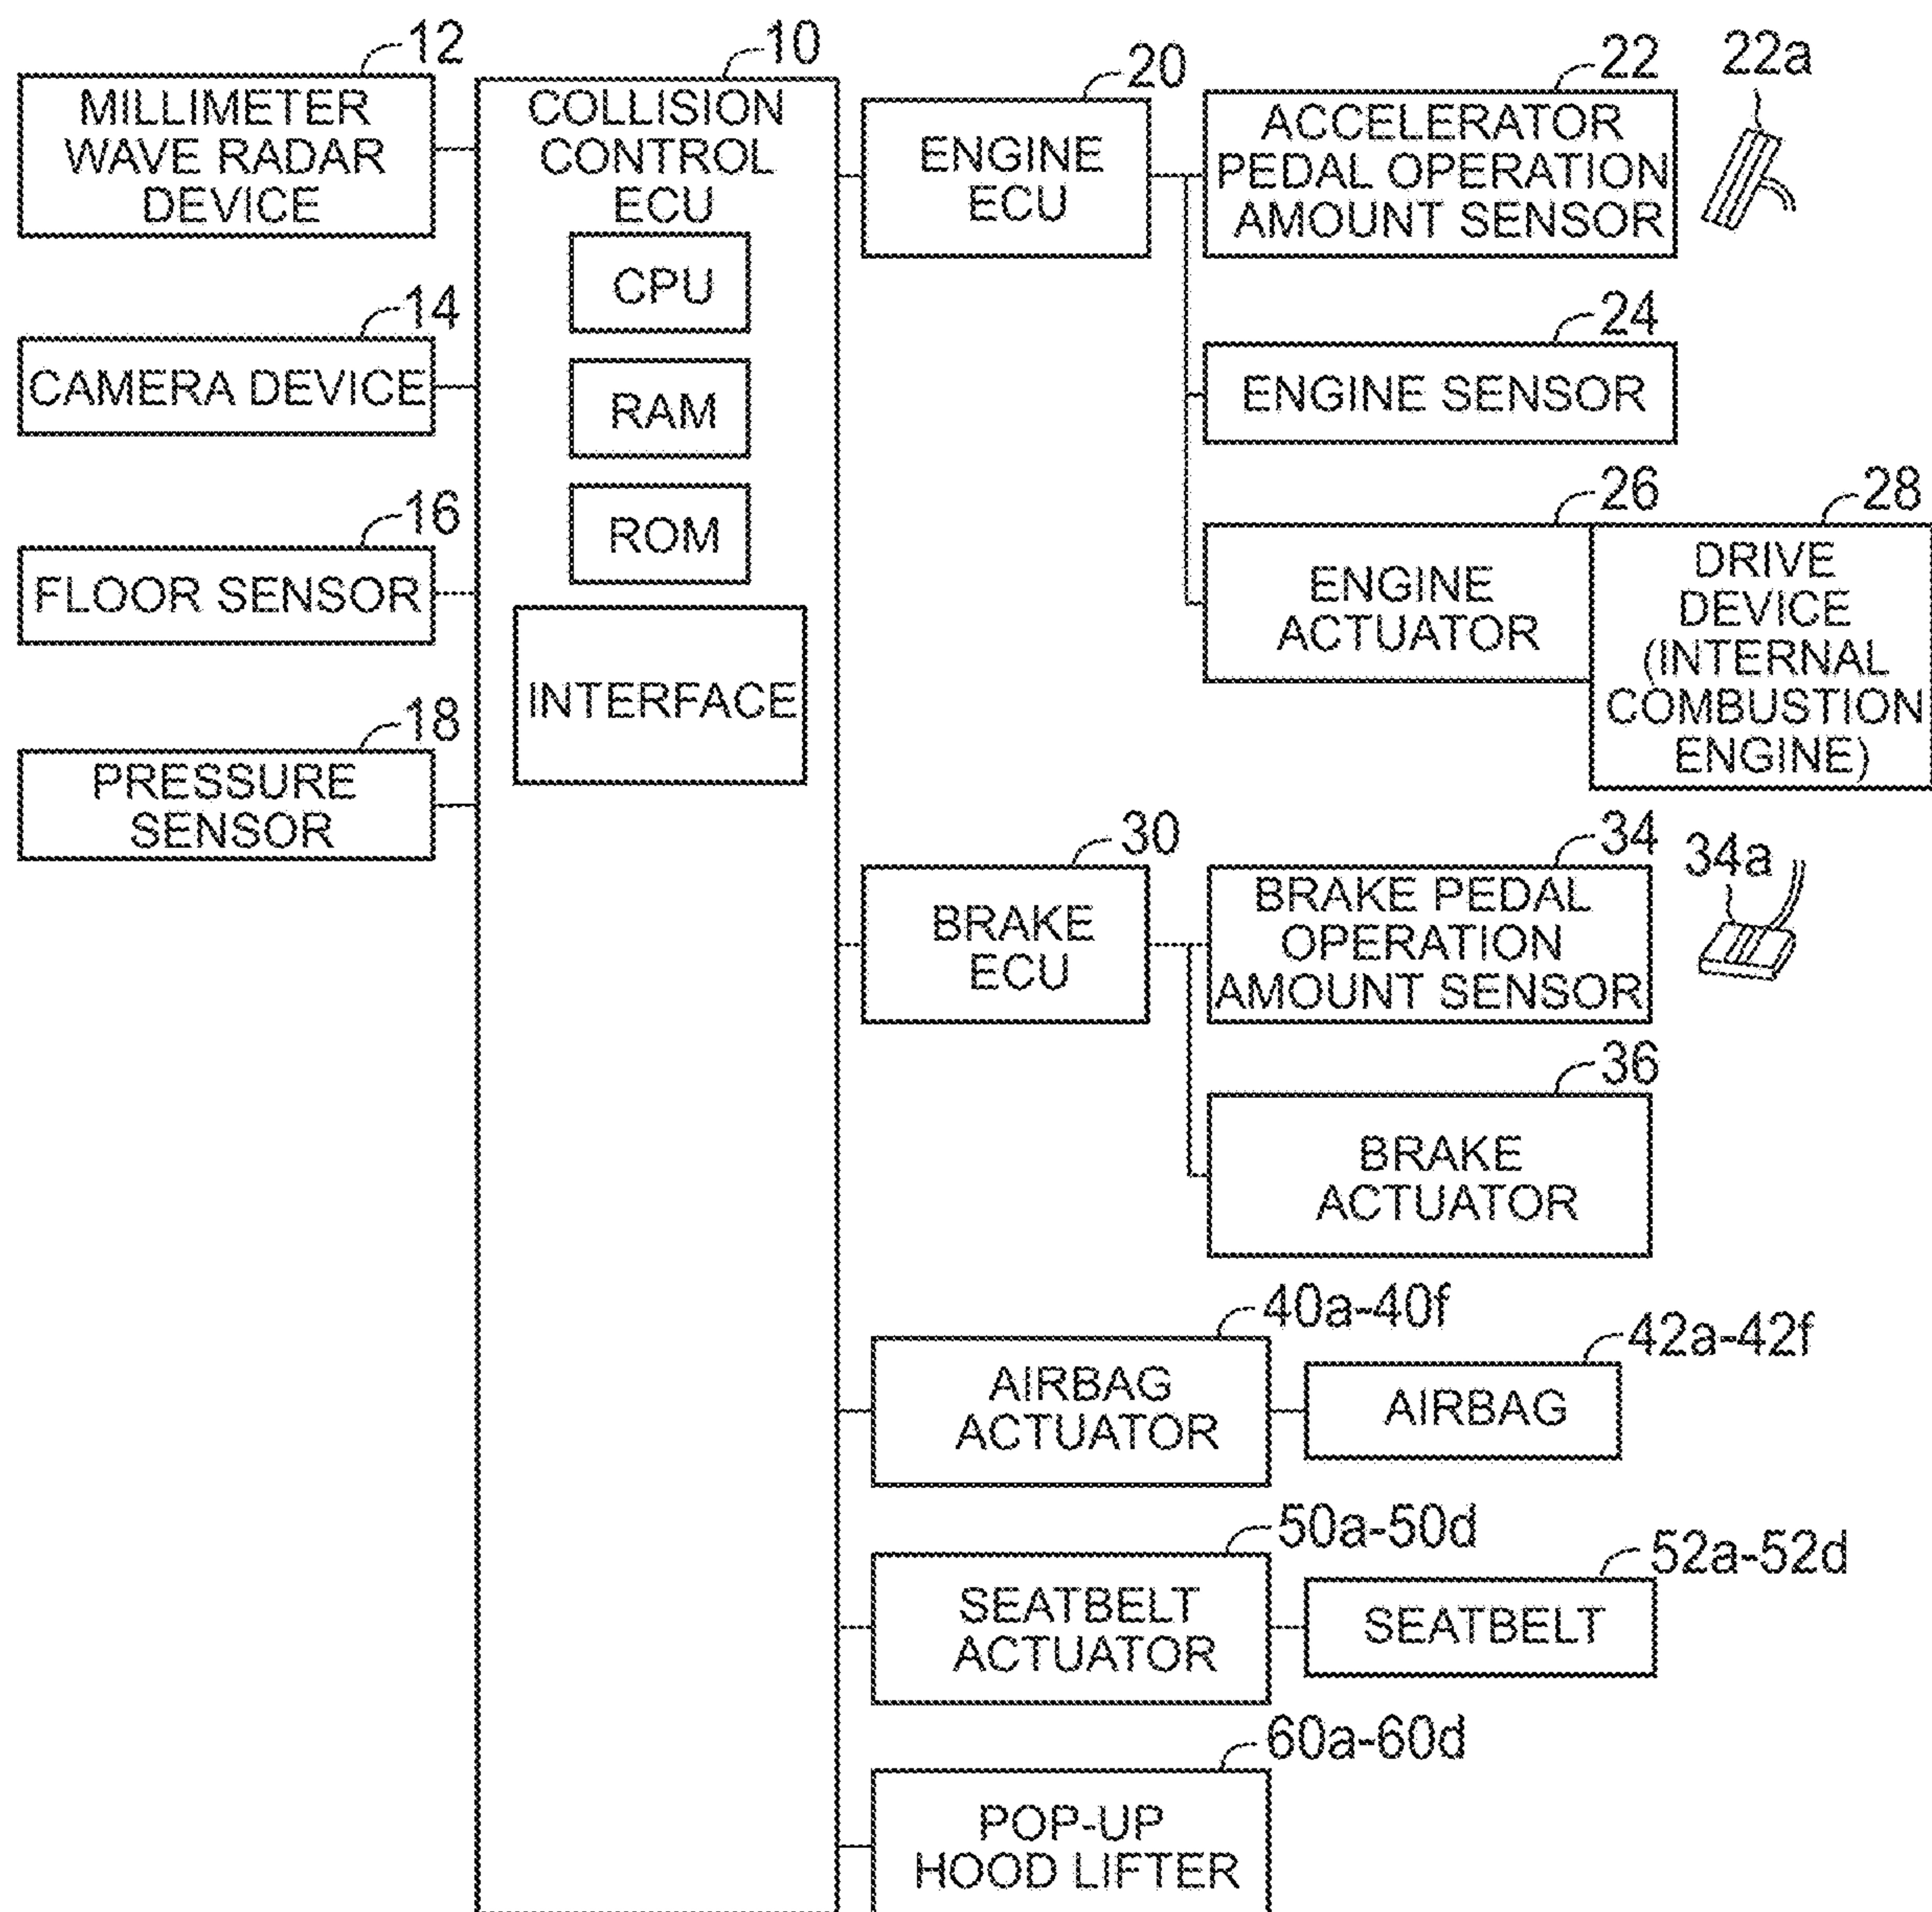 12
MILLIMETER
WAVE RADAR
DEVICE
14
CAMERA DEVICE
16
FLOOR SENSOR
18
PRESSURE
SENSOR
10
COLLISION
CONTROL
ECU
CPU
RAM
ROM
INTERFACE
20
ENGINE
ECU
22
ACCELERATOR
PEDAL OPERATION
AMOUNT SENSOR
22a
24
ENGINE SENSOR
26
ENGINE
ACTUATOR
28
DRIVE
DEVICE
(INTERNAL
COMBUSTION
ENGINE)
30
BRAKE
ECU
34
BRAKE PEDAL
OPERATION
AMOUNT SENSOR
34a
36
BRAKE
ACTUATOR
40a-40f
AIRBAG
ACTUATOR
42a-42f
AIRBAG
50a-50d
SEATBELT
ACTUATOR
52a-52d
SEATBELT
60a-60d
POP-UP
HOOD LIFTER